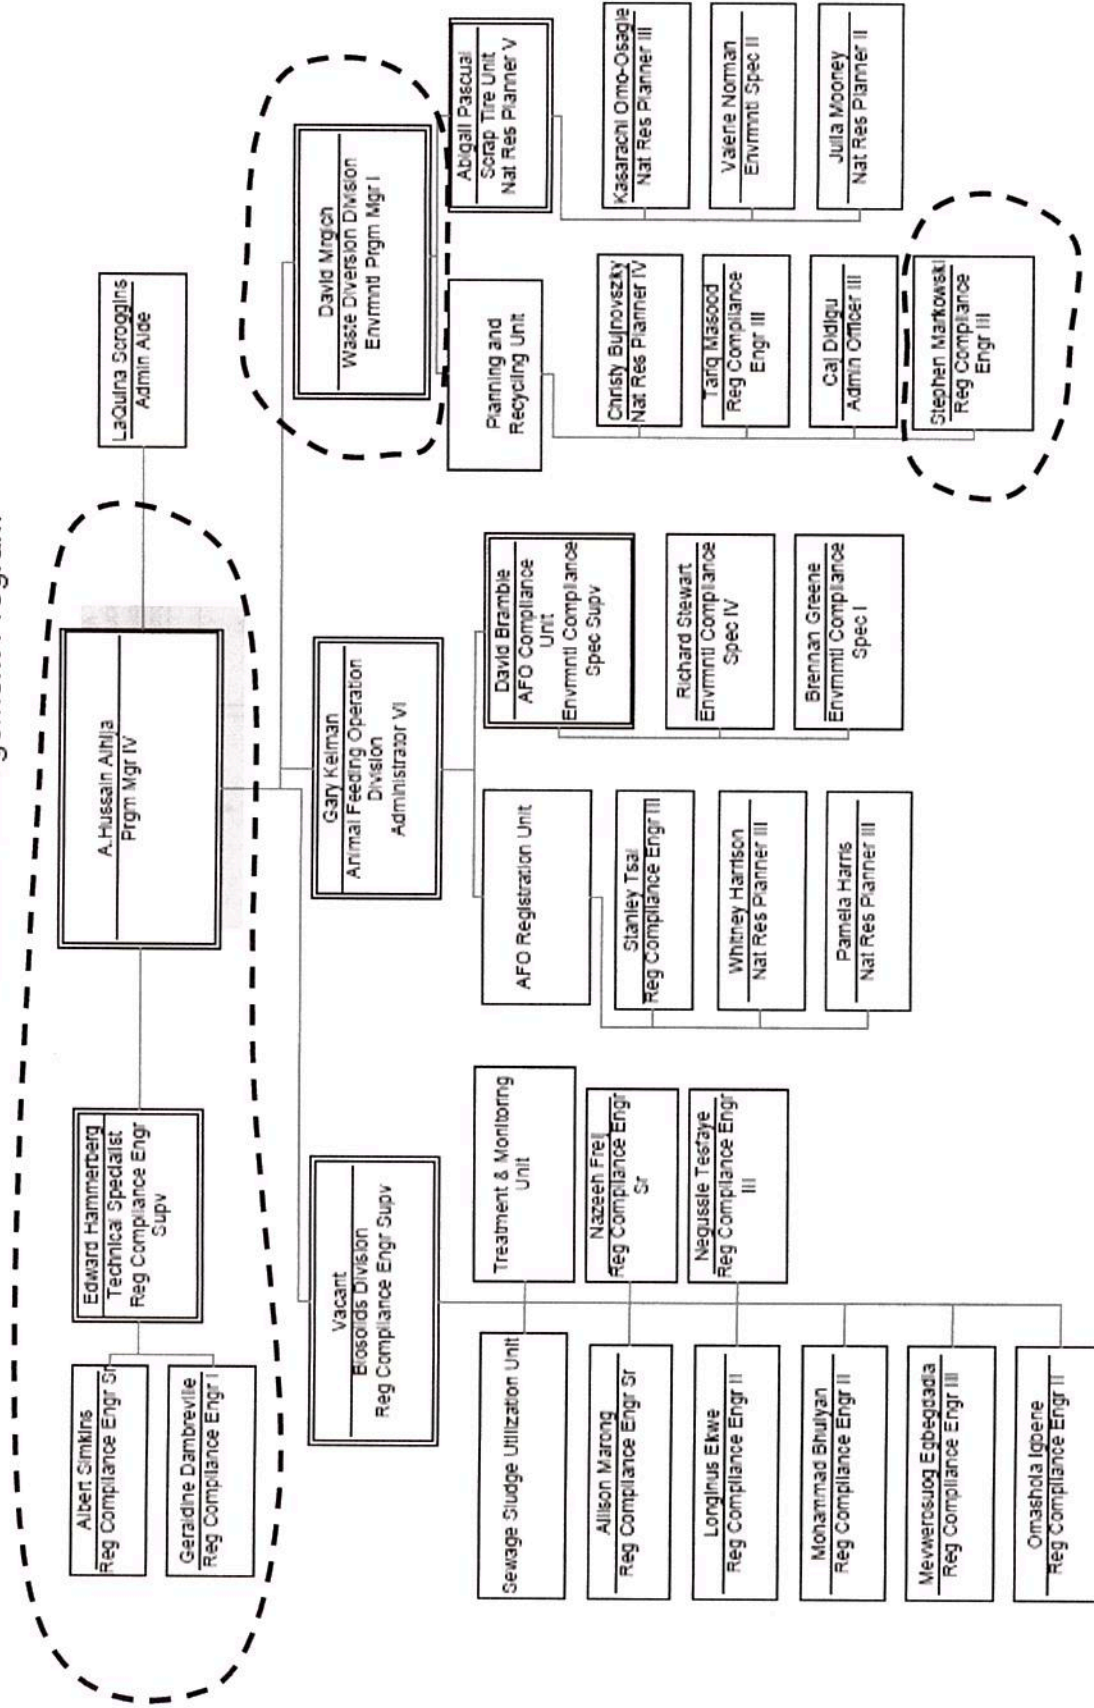 A.Hussain Alhija
Prgm Mgr IV
LaQuina Scroggins
Admin Aide
Edward Hammerberg
Technical Specialist
Reg Compliance Engr
Supv
Albert Simkins
Reg Compliance Engr Sr
Geraldine Dambreville
Reg Compliance Engr I
Vacant
Biosolids Division
Reg Compliance Engr Supv
Gary Kelman
Animal Feeding Operation
Division
Administrator VI
David Mrgich
Waste Diversion Division
Envrmntl Prgm Mgr I
Sewage Sludge Utilization Unit
Allison Marong
Reg Compliance Engr Sr
Longinus Ekwe
Reg Compliance Engr II
Mohammad Bhuiyan
Reg Compliance Engr II
Mevwerosuog Egbegdadia
Reg Compliance Engr III
Omashola Igbene
Reg Compliance Engr II
Treatment & Monitoring
Unit
Nazeeh Freij
Reg Compliance Engr
Sr
Negussie Tesfaye
Reg Compliance Engr
III
AFO Registration Unit
Stanley Tsai
Reg Compliance Engr III
Whitney Harrison
Nat Res Planner III
Pamela Harris
Nat Res Planner III
David Bramble
AFO Compliance
Unit
Envrmntl Compliance
Spec Supv
Richard Stewart
Envrmntl Compliance
Spec IV
Brennan Greene
Envrmmtl Compliance
Spec I
Planning and
Recycling Unit
Christy Bujnovszky
Nat Res Planner IV
Tariq Masood
Reg Compliance
Engr III
Caj Didigu
Admin Officer III
Stephen Markowski
Reg Compliance
Engr III
Abigail Pascual
Scrap Tire Unit
Nat Res Planner V
Kasarachi Omo-Osagie
Nat Res Planner III
Valerie Norman
Envrmntl Spec II
Julia Mooney
Nat Res Planner II